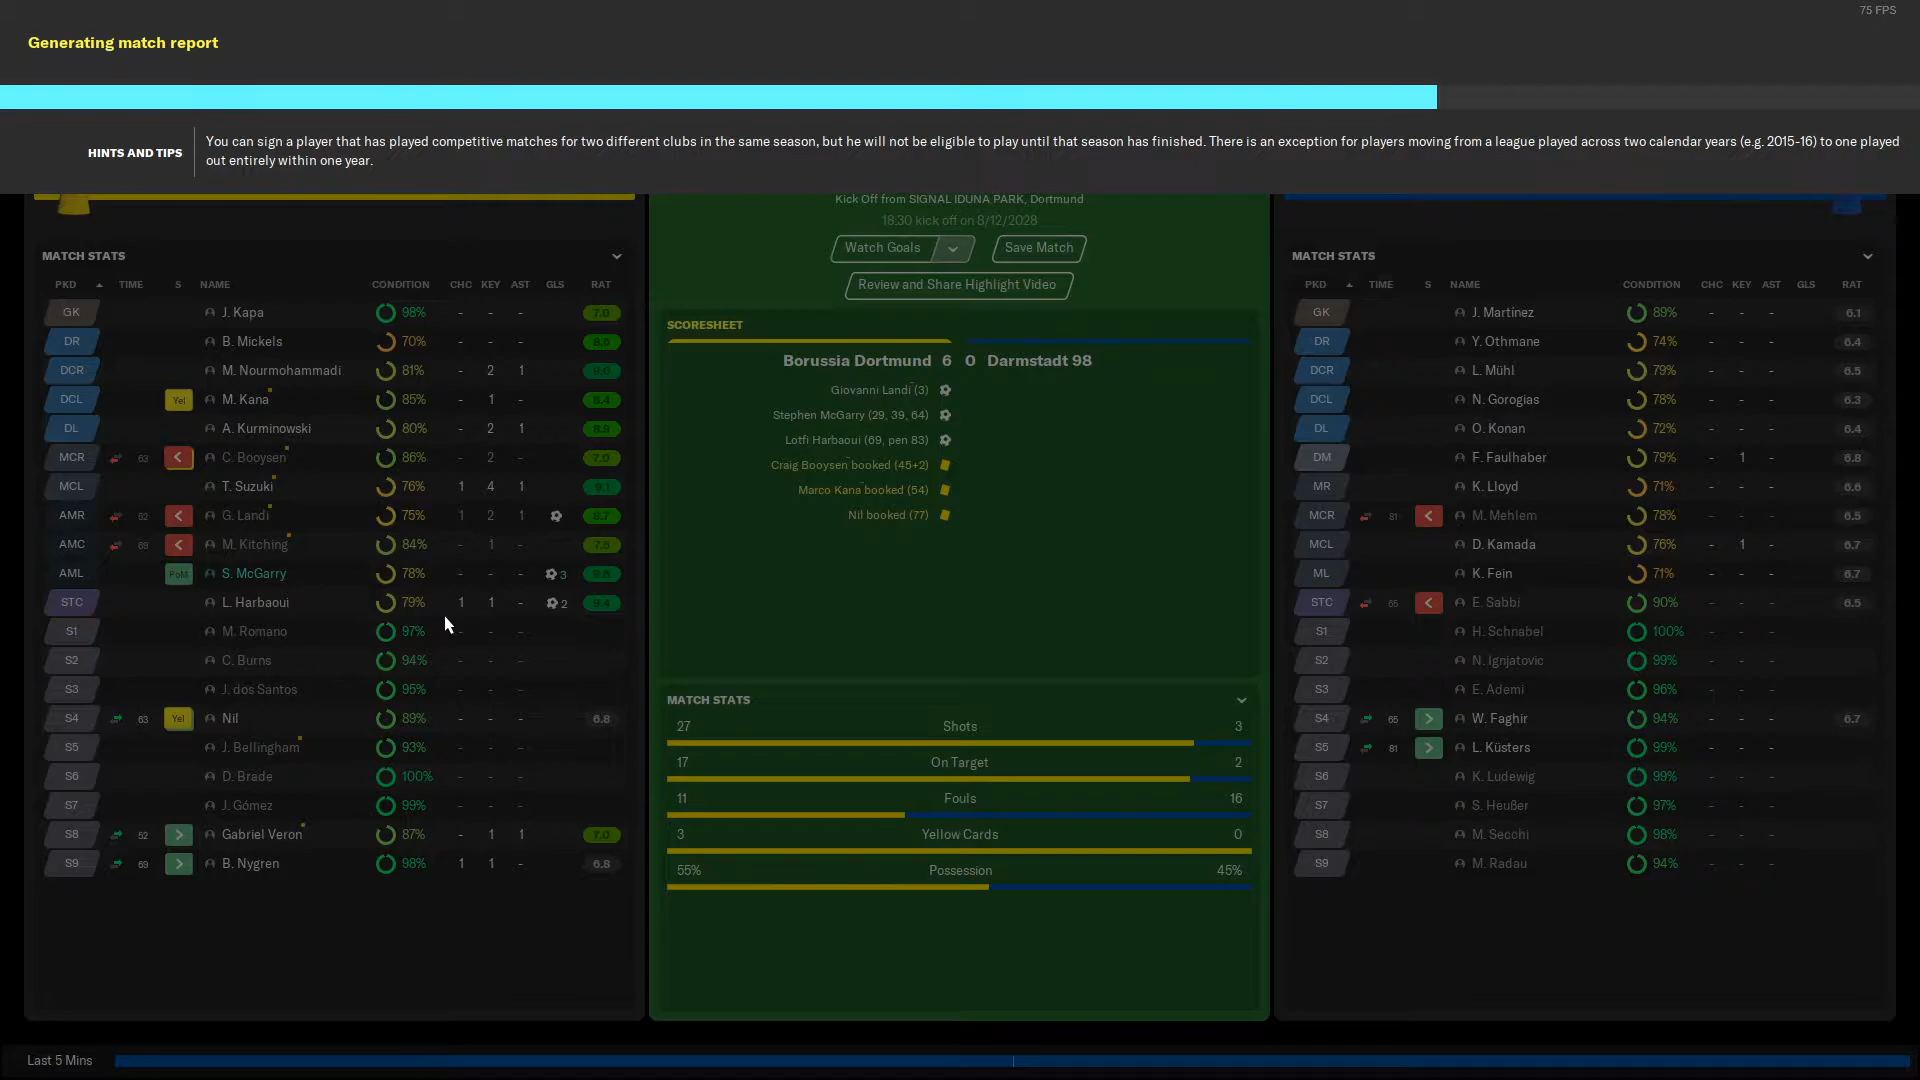 75 FPS
Generating match report
HINTS AND TIPS
You can sign a player that has played competitive matches for two different clubs in the same season, but he will not be eligible to play until that season has finished. There is an exception for players moving from a league played across two calendar years (e.g. 2015-16) to one played
out entirely within one year.
Kick Off from SIGNAL IDUNA PARK, Dortmund
18:30 kick off on 8/12/2028
Watch Goals
Save Match
Review and Share Highlight Video
MATCH STATS
PKD TIME S NAME CONDITION CHC KEY AST GLS RAT
GK J. Kapa 98% - - - 7.0
DR B. Mickels 70% - - -
DCR M. Nourmohammadi 81% - 2 1 9.0
DCL Yel M. Kana 85% - 1 - 8.4
DL A. Kurminowski 80% - 2 1 8.9
MCR 63 C. Booysen 86% - 2 - 7.0
MCL T. Suzuki 76% 1 4 1 9.1
AMR 82 G. Landi 75% 1 2 1 8.7
AMC 69 M. Kitching 84% - 1 - 7.5
AML PoM S. McGarry 78% - - - 3
STC L. Harbaoui 79% 1 1 - 2 9.4
S1 M. Romano 97% - - -
S2 C. Burns 94% - - -
S3 J. dos Santos 95% - - -
S4 63 Yel Nil 89% - - - 6.8
S5 J. Bellingham 93% - - -
S6 D. Brade 100% - - -
S7 J. Gómez 99% - - -
S8 52 Gabriel Veron 87% - 1 1 7.0
S9 69 B. Nygren 98% 1 1 - 6.8
SCORESHEET
Borussia Dortmund 6 0 Darmstadt 98
Giovanni Landi (3)
Stephen McGarry (29, 39, 64)
Lotfi Harbaoui (69, pen 83)
Craig Booysen booked (45+2)
Marco Kana booked (54)
Nil booked (77)
MATCH STATS
27 Shots 3
17 On Target 2
11 Fouls 16
3 Yellow Cards 0
55% Possession 45%
MATCH STATS
PKD TIME S NAME CONDITION CHC KEY AST GLS RAT
GK J. Martínez 89% - - - 6.1
DR Y. Othmane 74% - - - 6.4
DCR L. Mühl 79% - - - 6.5
DCL N. Gorogias 78% - - - 6.3
DL O. Konan 72% - - - 6.4
DM F. Faulhaber 79% - 1 - 6.8
MR K. Lloyd 71% - - - 6.6
MCR 81 M. Mehlem 78% - - - 6.5
MCL D. Kamada 76% - 1 - 6.7
ML K. Fein 71% - - - 6.7
STC 65 E. Sabbi 90% - - - 6.5
S1 H. Schnabel 100% - - -
S2 N. Ignjatovic 99% - - -
S3 E. Ademi 96% - - -
S4 65 W. Faghir 94% - - - 6.7
S5 81 L. Küsters 99% - - -
S6 K. Ludewig 99% - - -
S7 S. Heußer 97% - - -
S8 M. Secchi 98% - - -
S9 M. Radau 94% - - -
Last 5 Mins